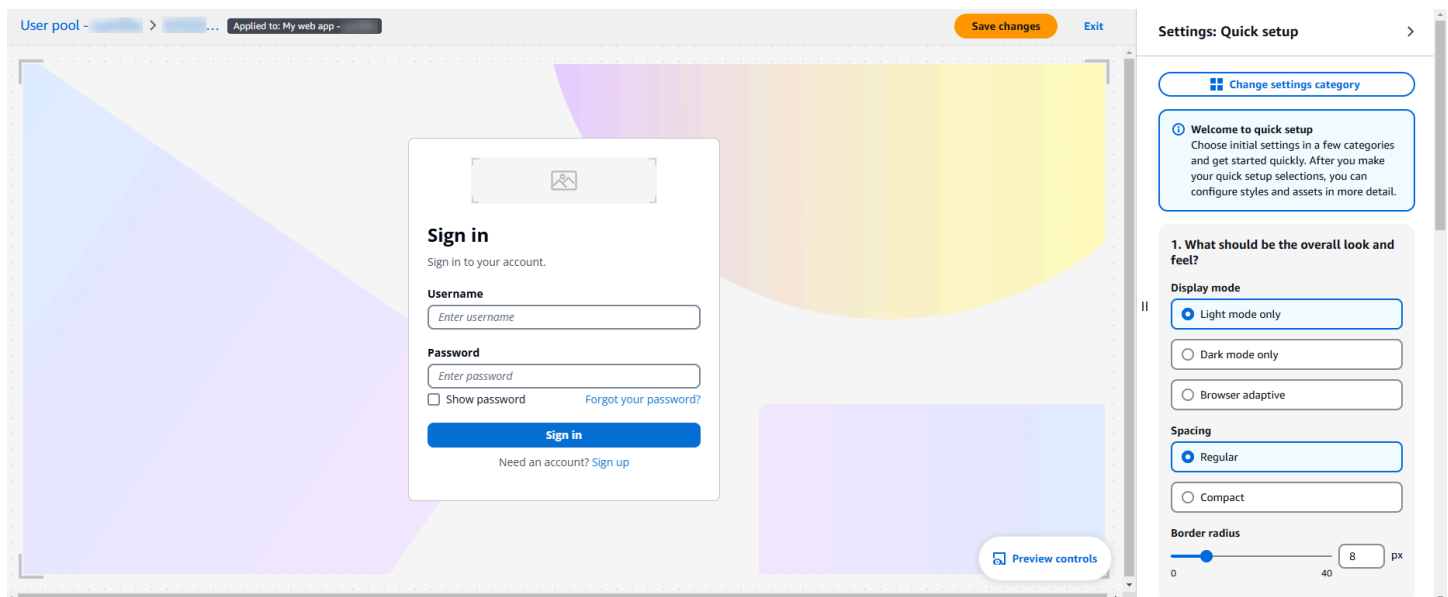 User pool - > ... Applied to: My web app -
Save changes
Exit
Sign in
Sign in to your account.
Username
Enter username
Password
Enter password
Show password Forgot your password?
Sign in
Need an account? Sign up
Preview controls
Settings: Quick setup
Change settings category
Welcome to quick setup
Choose initial settings in a few categories
and get started quickly. After you make
your quick setup selections, you can
configure styles and assets in more detail.
1. What should be the overall look and
feel?
Display mode
Light mode only
Dark mode only
Browser adaptive
Spacing
Regular
Compact
Border radius
8 px
0 40